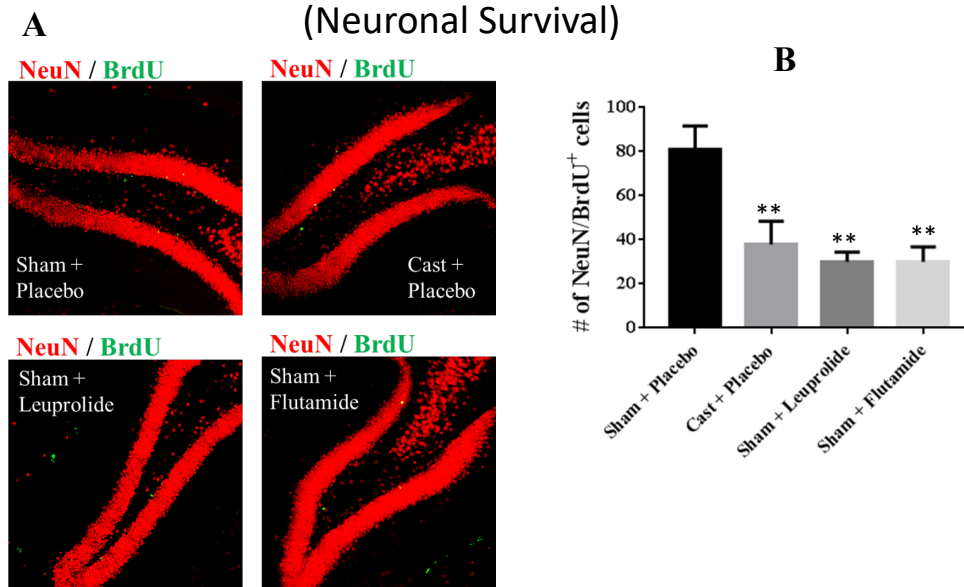 (Neuronal Survival)
A
NeuN / BrdU
Sham +
Placebo
NeuN / BrdU
Cast +
Placebo
NeuN / BrdU
Sham +
Leuprolide
NeuN / BrdU
Sham +
Flutamide
B
# of NeuN/BrdU⁺ cells
100
80
60
40
20
0
**
**
**
Sham + Placebo
Cast + Placebo
Sham + Leuprolide
Sham + Flutamide